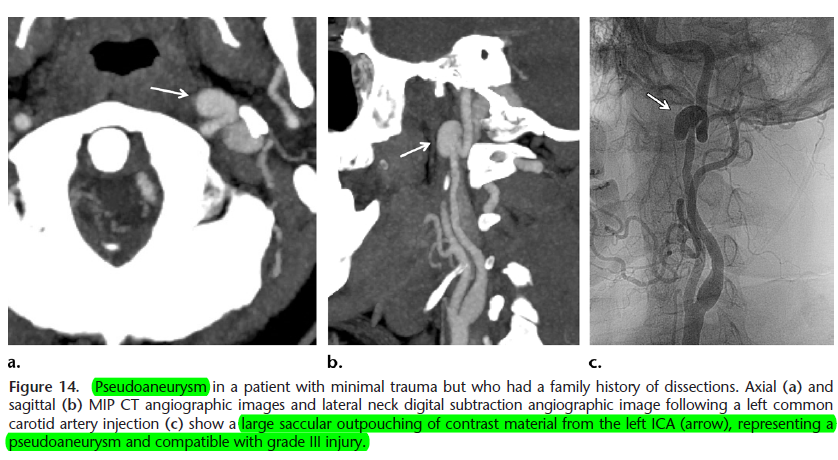 a.
b.
c.
Figure 14. Pseudoaneurysm in a patient with minimal trauma but who had a family history of dissections. Axial (a) and
sagittal (b) MIP CT angiographic images and lateral neck digital subtraction angiographic image following a left common
carotid artery injection (c) show a large saccular outpouching of contrast material from the left ICA (arrow), representing a
pseudoaneurysm and compatible with grade III injury.